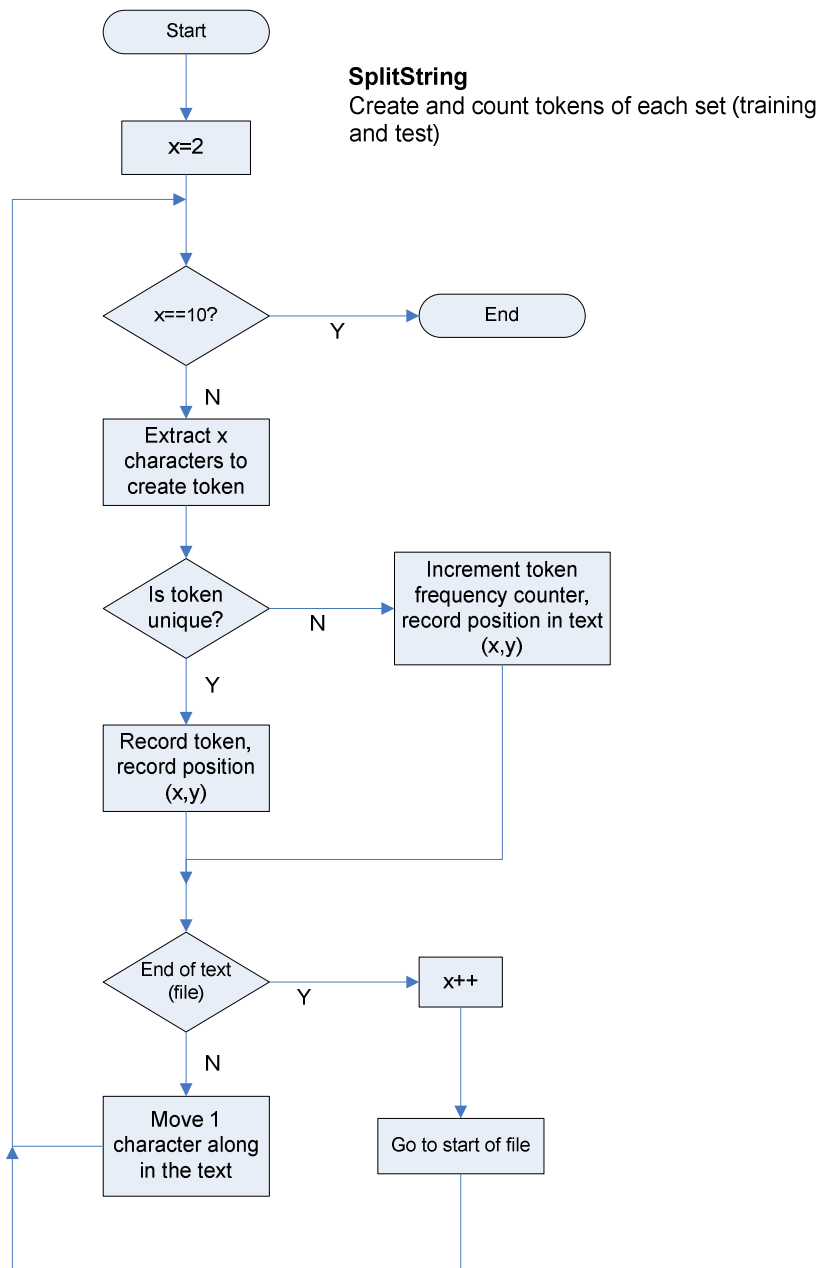 Start
SplitString
Create and count tokens of each set (training
and test)
x=2
x==10?
Y
End
N
Extract x
characters to
create token
Is token
unique?
N
Increment token
frequency counter,
record position in text
(x,y)
Y
Record token,
record position
(x,y)
End of text
(file)
Y
x++
N
Move 1
character along
in the text
Go to start of file